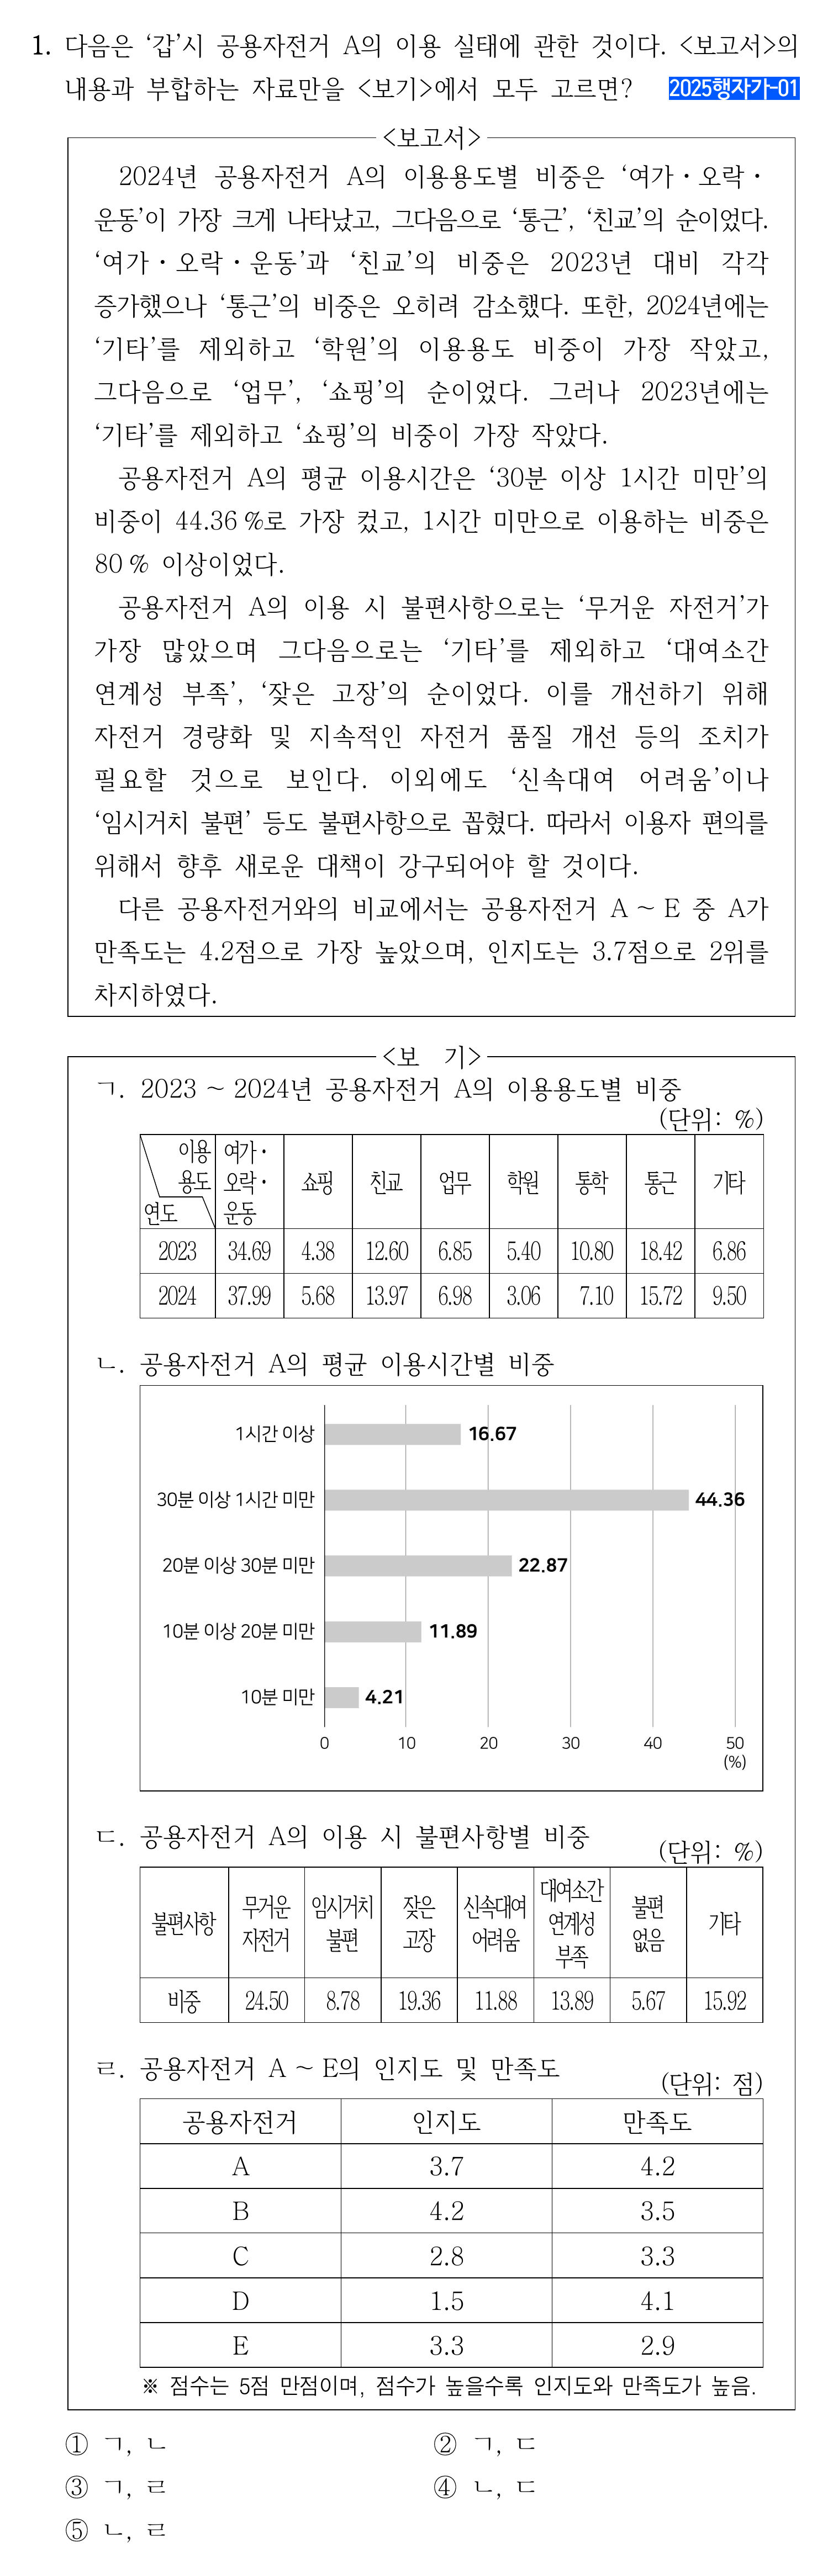 1. 다음은 ‘갑’시 공용자전거 A의 이용 실태에 관한 것이다. <보고서>의
내용과 부합하는 자료만을 <보기>에서 모두 고르면? 2025행자가-01
<보고서>
2024년 공용자전거 A의 이용용도별 비중은 ‘여가·오락·
운동’이 가장 크게 나타났고, 그다음으로 ‘통근’, ‘친교’의 순이었다.
‘여가·오락·운동’과 ‘친교’의 비중은 2023년 대비 각각
증가했으나 ‘통근’의 비중은 오히려 감소했다. 또한, 2024년에는
‘기타’를 제외하고 ‘학원’의 이용용도 비중이 가장 작았고,
그다음으로 ‘업무’, ‘쇼핑’의 순이었다. 그러나 2023년에는
‘기타’를 제외하고 ‘쇼핑’의 비중이 가장 작았다.
공용자전거 A의 평균 이용시간은 ‘30분 이상 1시간 미만’의
비중이 44.36%로 가장 컸고, 1시간 미만으로 이용하는 비중은
80% 이상이었다.
공용자전거 A의 이용 시 불편사항으로는 ‘무거운 자전거’가
가장 많았으며 그다음으로는 ‘기타’를 제외하고 ‘대여소간
연계성 부족’, ‘잦은 고장’의 순이었다. 이를 개선하기 위해
자전거 경량화 및 지속적인 자전거 품질 개선 등의 조치가
필요할 것으로 보인다. 이외에도 ‘신속대여 어려움’이나
‘임시거치 불편’ 등도 불편사항으로 꼽혔다. 따라서 이용자 편의를
위해서 향후 새로운 대책이 강구되어야 할 것이다.
다른 공용자전거와의 비교에서는 공용자전거 A ~ E 중 A가
만족도는 4.2점으로 가장 높았으며, 인지도는 3.7점으로 2위를
차지하였다.
<보 기>
ㄱ. 2023 ~ 2024년 공용자전거 A의 이용용도별 비중
(단위: %)
이용용도 연도 여가·오락·운동 쇼핑 친교 업무 학원 통학 통근 기타
2023 34.69 4.38 12.60 6.85 5.40 10.80 18.42 6.86
2024 37.99 5.68 13.97 6.98 3.06 7.10 15.72 9.50
ㄴ. 공용자전거 A의 평균 이용시간별 비중
1시간 이상 16.67
30분 이상 1시간 미만 44.36
20분 이상 30분 미만 22.87
10분 이상 20분 미만 11.89
10분 미만 4.21
0 10 20 30 40 50
(%)
ㄷ. 공용자전거 A의 이용 시 불편사항별 비중
(단위: %)
불편사항 무거운 자전거 임시거치 불편 잦은 고장 신속대여 어려움 대여소간 연계성 부족 불편 없음 기타
비중 24.50 8.78 19.36 11.88 13.89 5.67 15.92
ㄹ. 공용자전거 A ~ E의 인지도 및 만족도
(단위: 점)
공용자전거 인지도 만족도
A 3.7 4.2
B 4.2 3.5
C 2.8 3.3
D 1.5 4.1
E 3.3 2.9
※ 점수는 5점 만점이며, 점수가 높을수록 인지도와 만족도가 높음.
① ㄱ, ㄴ ② ㄱ, ㄷ
③ ㄱ, ㄹ ④ ㄴ, ㄷ
⑤ ㄴ, ㄹ